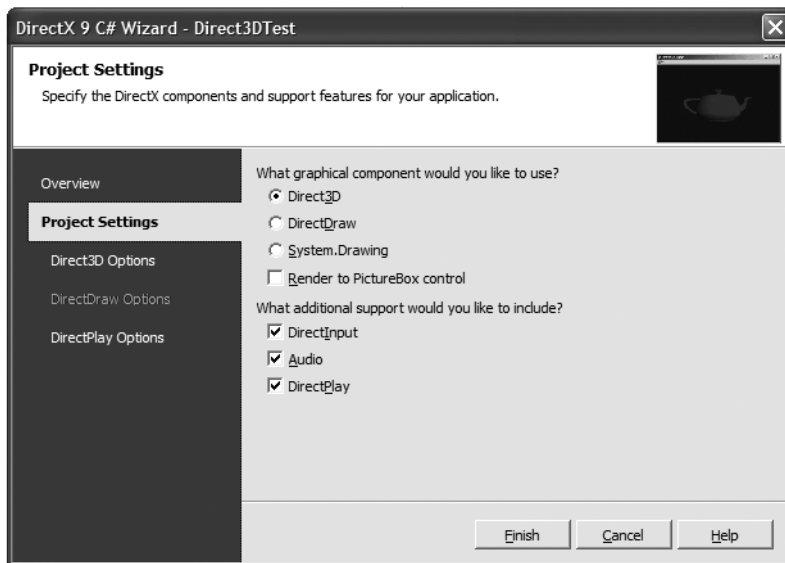 DirectX 9 C# Wizard - Direct3DTest
Project Settings
Specify the DirectX components and support features for your application.
Overview
Project Settings
Direct3D Options
DirectDraw Options
DirectPlay Options
What graphical component would you like to use?
Direct3D
DirectDraw
System.Drawing
Render to PictureBox control
What additional support would you like to include?
DirectInput
Audio
DirectPlay
Finish
Cancel
Help